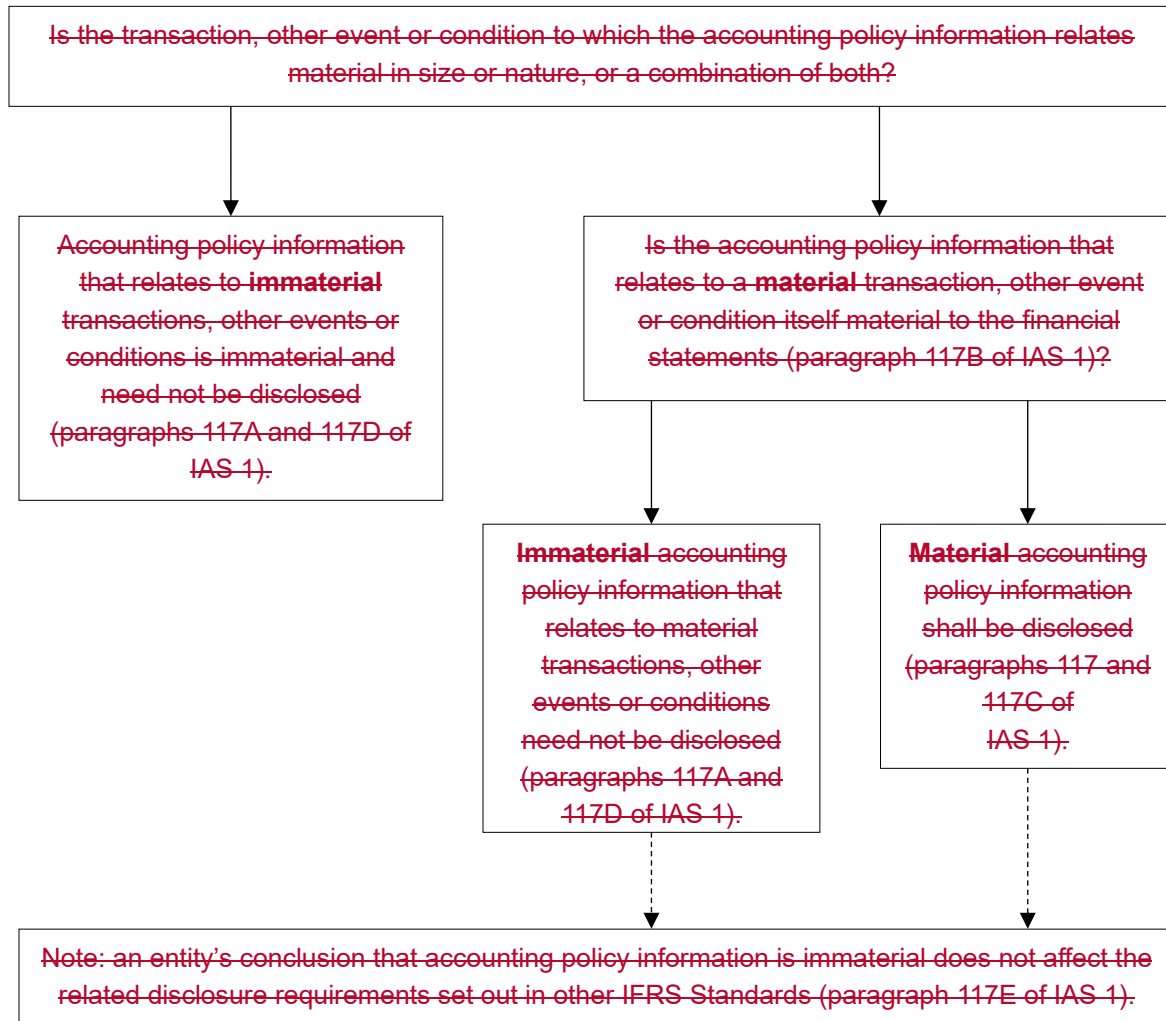 Is the transaction, other event or condition to which the accounting policy information relates
material in size or nature, or a combination of both?
Accounting policy information
that relates to immaterial
transactions, other events or
conditions is immaterial and
need not be disclosed
(paragraphs 117A and 117D of
IAS 1).
Is the accounting policy information that
relates to a material transaction, other event
or condition itself material to the financial
statements (paragraph 117B of IAS 1)?
Immaterial accounting
policy information that
relates to material
transactions, other
events or conditions
need not be disclosed
(paragraphs 117A and
117D of IAS 1).
Material accounting
policy information
shall be disclosed
(paragraphs 117 and
117C of
IAS 1).
Note: an entity’s conclusion that accounting policy information is immaterial does not affect the
related disclosure requirements set out in other IFRS Standards (paragraph 117E of IAS 1).